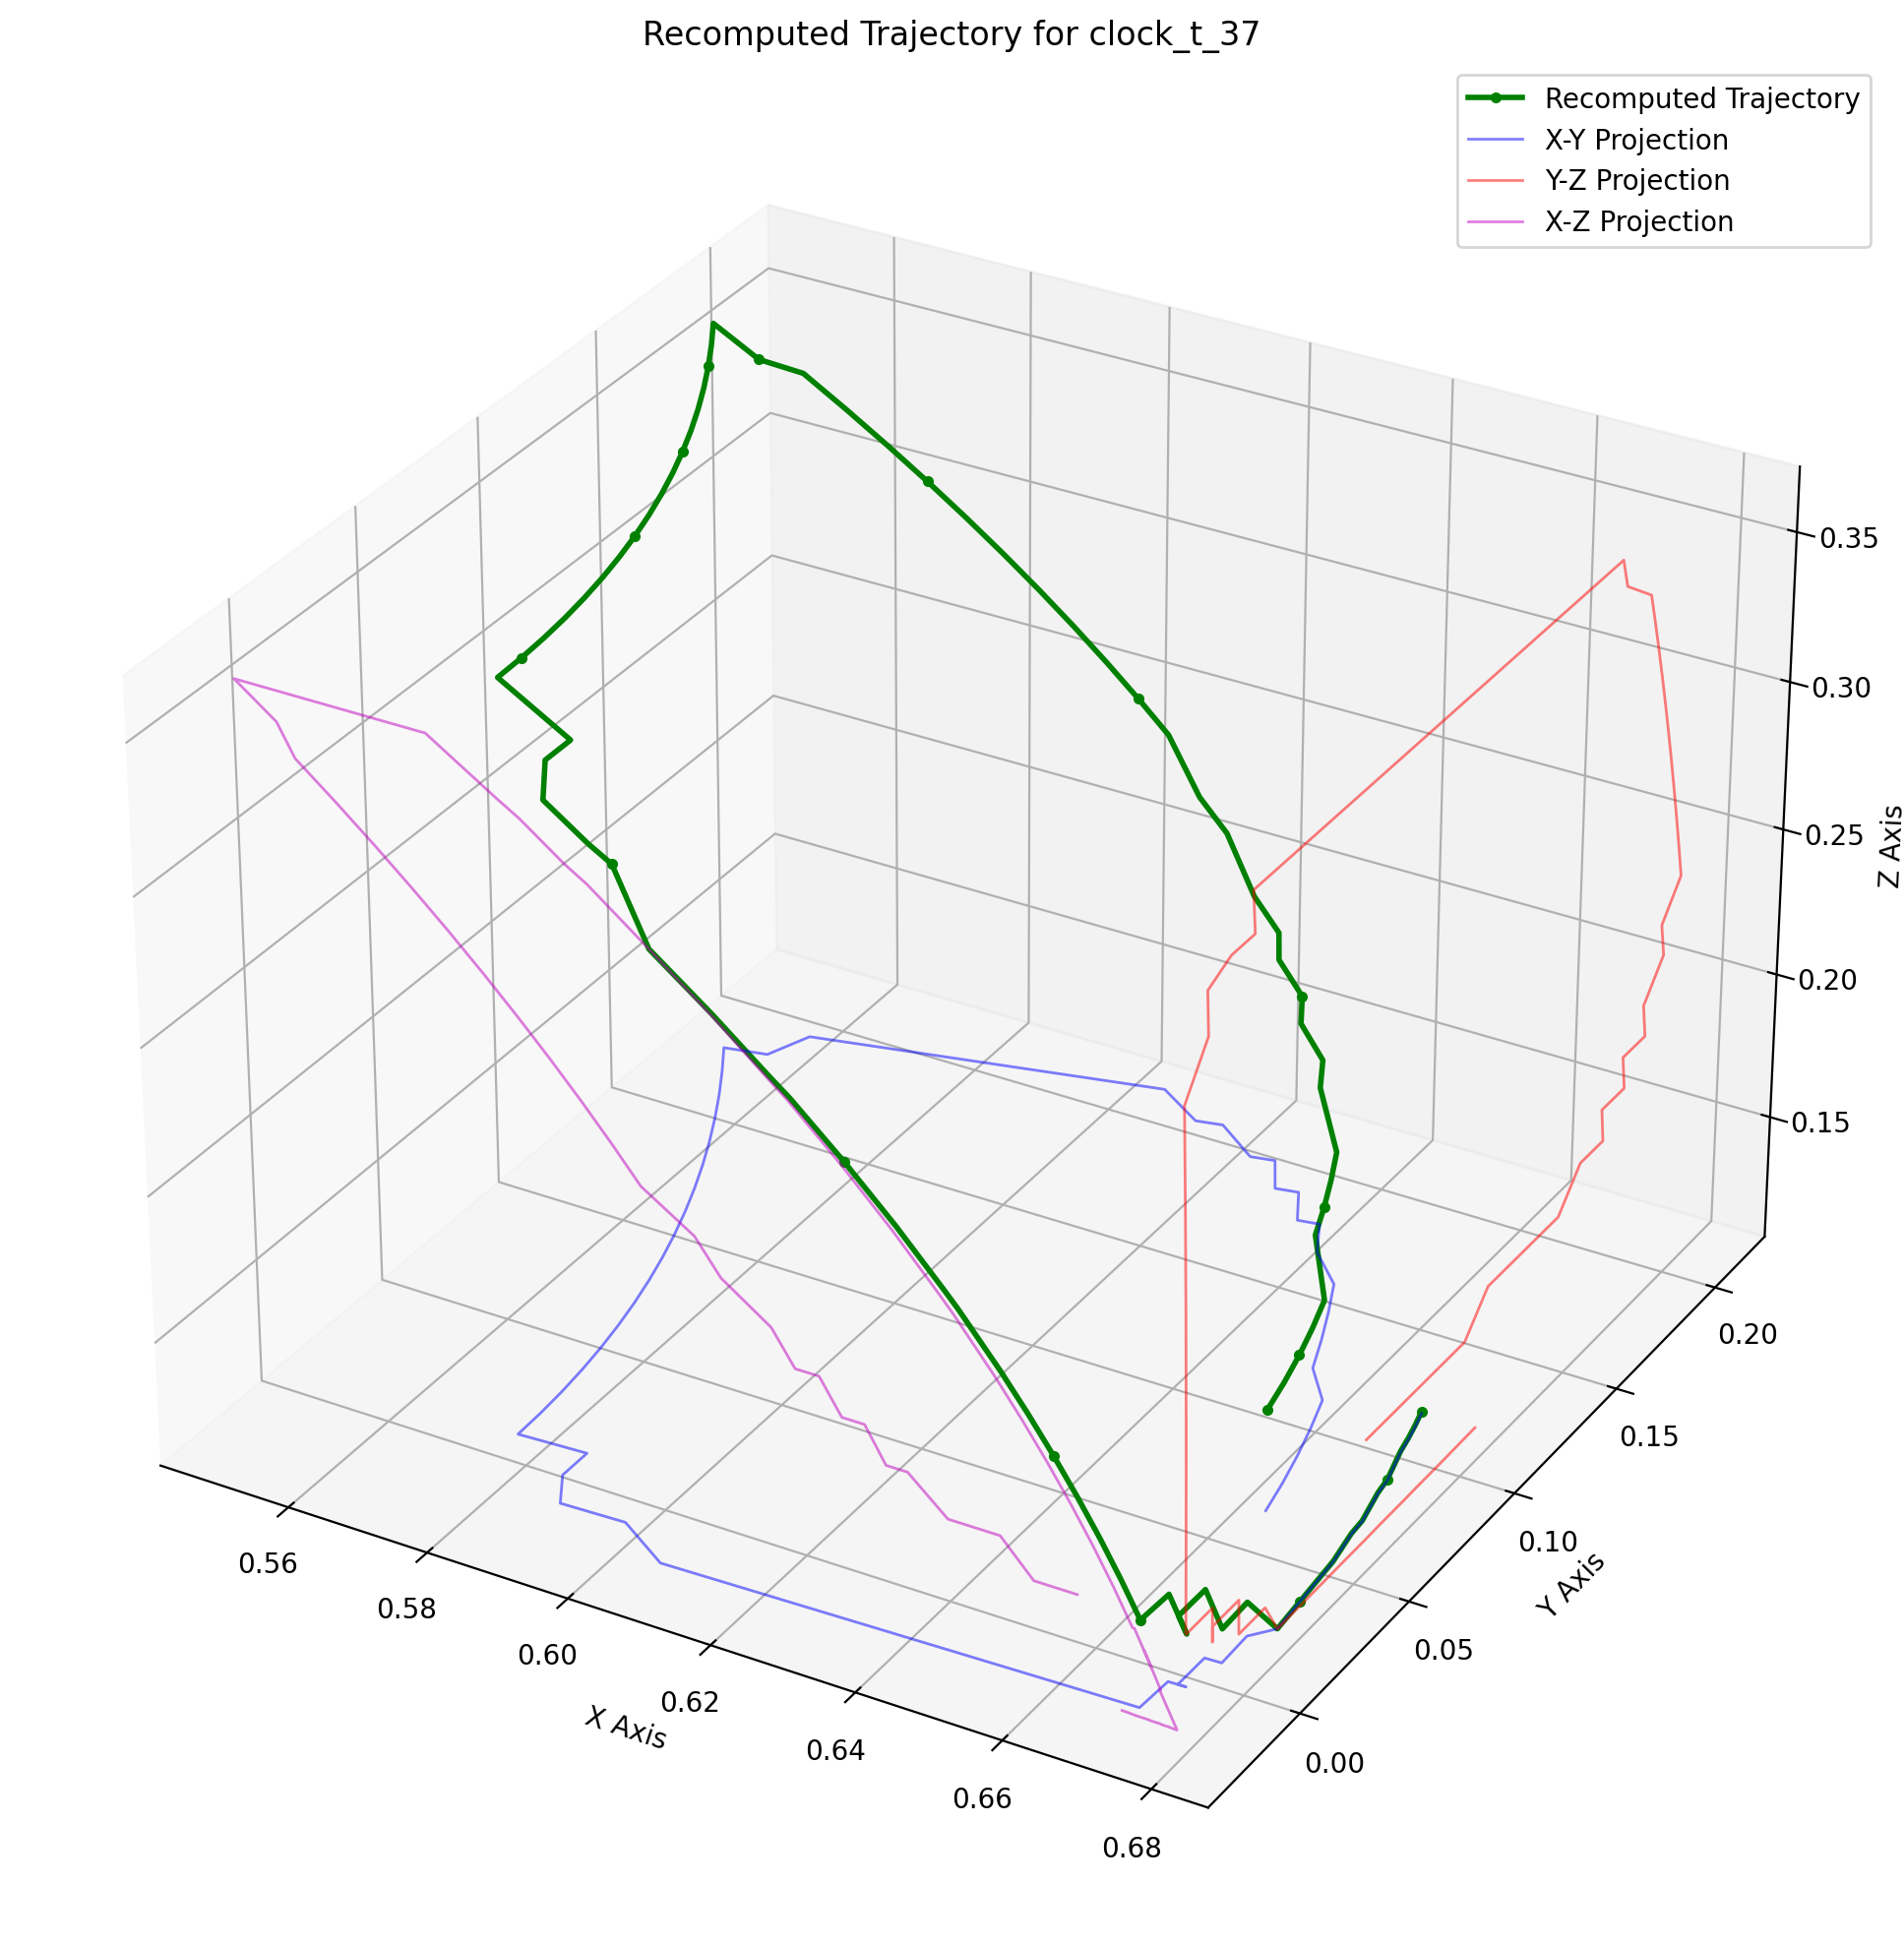 Recomputed Trajectory for clock_t_37
Recomputed Trajectory
X-Y Projection
Y-Z Projection
X-Z Projection
0.35
0.30
0.25
0.20
0.15
Z Axis
0.20
0.15
0.10
0.05
0.00
Y Axis
0.56
0.58
0.60
0.62
0.64
0.66
0.68
X Axis